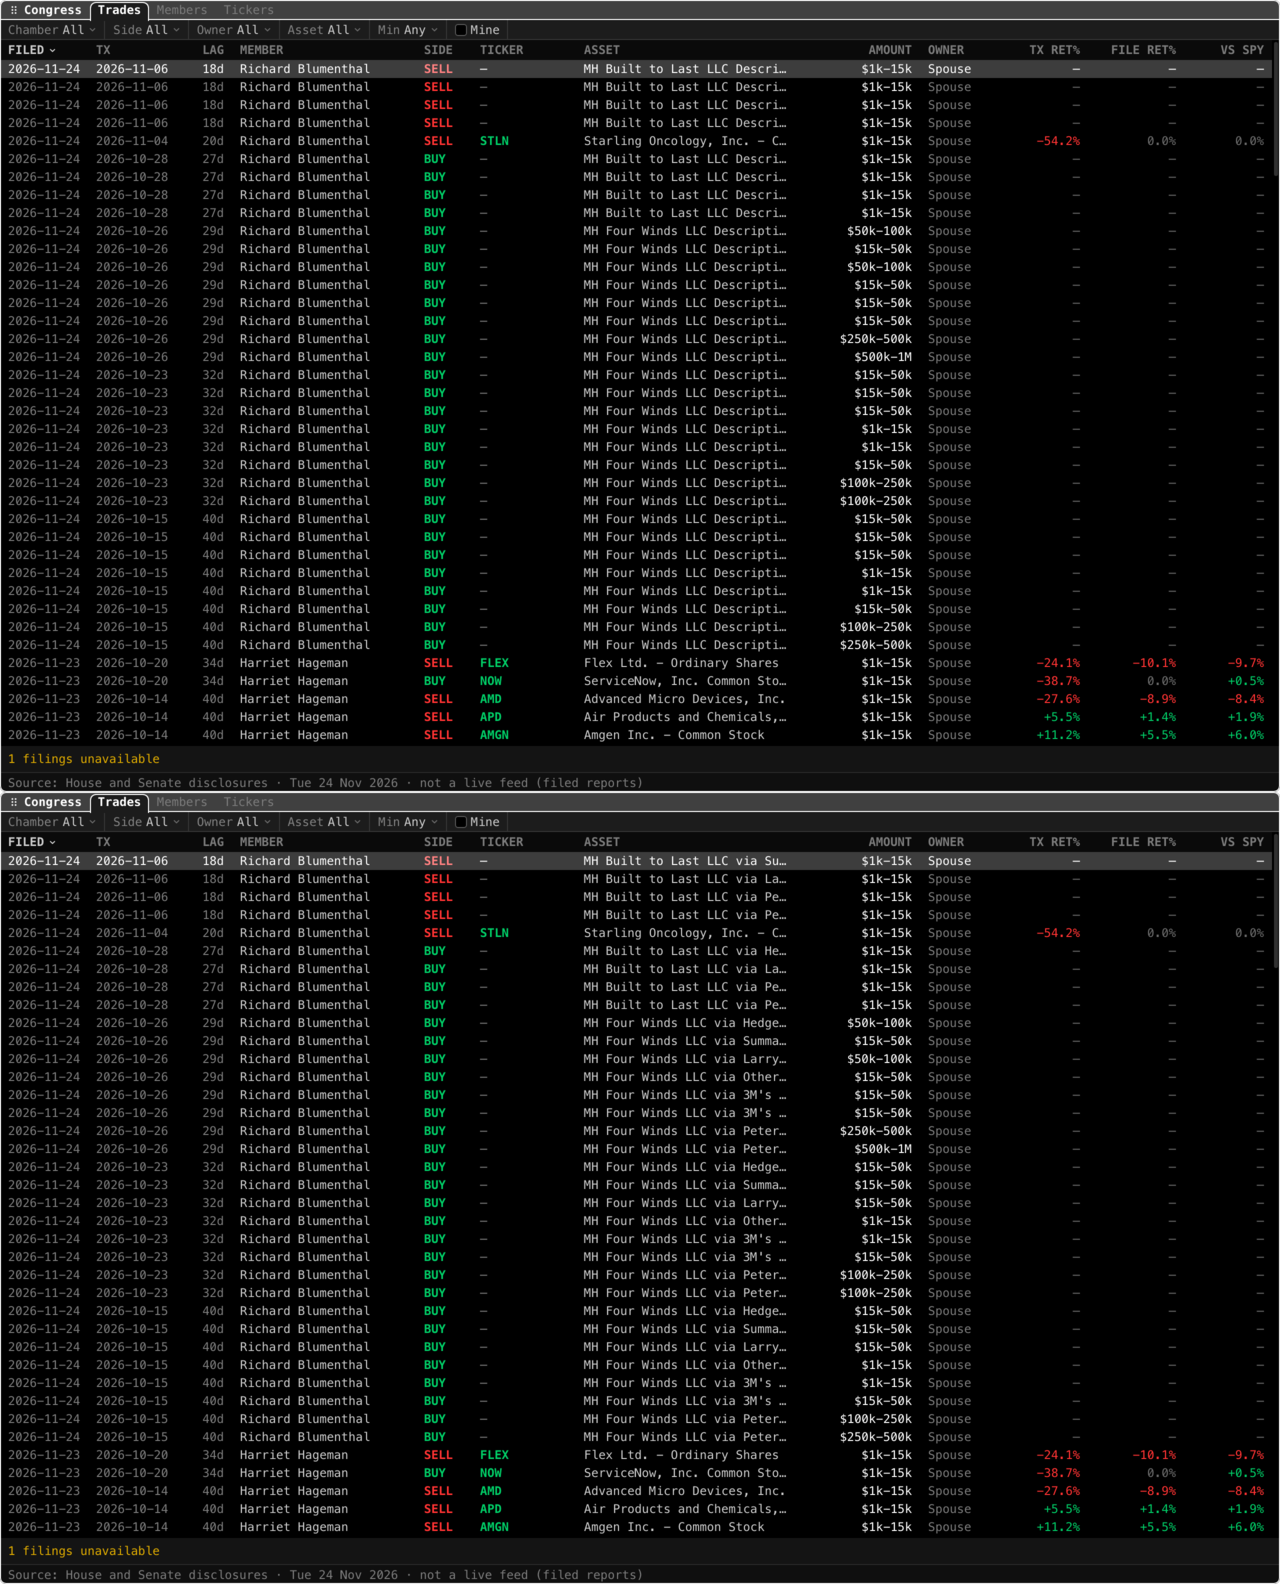 ⠿ Congress Trades Members Tickers
Chamber All Side All Owner All Asset All Min Any Mine
FILED TX LAG MEMBER SIDE TICKER ASSET AMOUNT OWNER TX RET% FILE RET% VS SPY
2026-11-24 2026-11-06 18d Richard Blumenthal SELL — MH Built to Last LLC Descri… $1k-15k Spouse — — —
2026-11-24 2026-11-06 18d Richard Blumenthal SELL — MH Built to Last LLC Descri… $1k-15k Spouse — — —
2026-11-24 2026-11-06 18d Richard Blumenthal SELL — MH Built to Last LLC Descri… $1k-15k Spouse — — —
2026-11-24 2026-11-06 18d Richard Blumenthal SELL — MH Built to Last LLC Descri… $1k-15k Spouse — — —
2026-11-24 2026-11-04 20d Richard Blumenthal SELL STLN Starling Oncology, Inc. - C… $1k-15k Spouse -54.2% 0.0% 0.0%
2026-11-24 2026-10-28 27d Richard Blumenthal BUY — MH Built to Last LLC Descri… $1k-15k Spouse — — —
2026-11-24 2026-10-28 27d Richard Blumenthal BUY — MH Built to Last LLC Descri… $1k-15k Spouse — — —
2026-11-24 2026-10-28 27d Richard Blumenthal BUY — MH Built to Last LLC Descri… $1k-15k Spouse — — —
2026-11-24 2026-10-28 27d Richard Blumenthal BUY — MH Built to Last LLC Descri… $1k-15k Spouse — — —
2026-11-24 2026-10-26 29d Richard Blumenthal BUY — MH Four Winds LLC Descripti… $50k-100k Spouse — — —
2026-11-24 2026-10-26 29d Richard Blumenthal BUY — MH Four Winds LLC Descripti… $15k-50k Spouse — — —
2026-11-24 2026-10-26 29d Richard Blumenthal BUY — MH Four Winds LLC Descripti… $50k-100k Spouse — — —
2026-11-24 2026-10-26 29d Richard Blumenthal BUY — MH Four Winds LLC Descripti… $15k-50k Spouse — — —
2026-11-24 2026-10-26 29d Richard Blumenthal BUY — MH Four Winds LLC Descripti… $15k-50k Spouse — — —
2026-11-24 2026-10-26 29d Richard Blumenthal BUY — MH Four Winds LLC Descripti… $15k-50k Spouse — — —
2026-11-24 2026-10-26 29d Richard Blumenthal BUY — MH Four Winds LLC Descripti… $250k-500k Spouse — — —
2026-11-24 2026-10-26 29d Richard Blumenthal BUY — MH Four Winds LLC Descripti… $500k-1M Spouse — — —
2026-11-24 2026-10-23 32d Richard Blumenthal BUY — MH Four Winds LLC Descripti… $15k-50k Spouse — — —
2026-11-24 2026-10-23 32d Richard Blumenthal BUY — MH Four Winds LLC Descripti… $15k-50k Spouse — — —
2026-11-24 2026-10-23 32d Richard Blumenthal BUY — MH Four Winds LLC Descripti… $15k-50k Spouse — — —
2026-11-24 2026-10-23 32d Richard Blumenthal BUY — MH Four Winds LLC Descripti… $1k-15k Spouse — — —
2026-11-24 2026-10-23 32d Richard Blumenthal BUY — MH Four Winds LLC Descripti… $1k-15k Spouse — — —
2026-11-24 2026-10-23 32d Richard Blumenthal BUY — MH Four Winds LLC Descripti… $15k-50k Spouse — — —
2026-11-24 2026-10-23 32d Richard Blumenthal BUY — MH Four Winds LLC Descripti… $100k-250k Spouse — — —
2026-11-24 2026-10-23 32d Richard Blumenthal BUY — MH Four Winds LLC Descripti… $100k-250k Spouse — — —
2026-11-24 2026-10-15 40d Richard Blumenthal BUY — MH Four Winds LLC Descripti… $15k-50k Spouse — — —
2026-11-24 2026-10-15 40d Richard Blumenthal BUY — MH Four Winds LLC Descripti… $15k-50k Spouse — — —
2026-11-24 2026-10-15 40d Richard Blumenthal BUY — MH Four Winds LLC Descripti… $15k-50k Spouse — — —
2026-11-24 2026-10-15 40d Richard Blumenthal BUY — MH Four Winds LLC Descripti… $1k-15k Spouse — — —
2026-11-24 2026-10-15 40d Richard Blumenthal BUY — MH Four Winds LLC Descripti… $1k-15k Spouse — — —
2026-11-24 2026-10-15 40d Richard Blumenthal BUY — MH Four Winds LLC Descripti… $15k-50k Spouse — — —
2026-11-24 2026-10-15 40d Richard Blumenthal BUY — MH Four Winds LLC Descripti… $100k-250k Spouse — — —
2026-11-24 2026-10-15 40d Richard Blumenthal BUY — MH Four Winds LLC Descripti… $250k-500k Spouse — — —
2026-11-23 2026-10-20 34d Harriet Hageman SELL FLEX Flex Ltd. - Ordinary Shares $1k-15k Spouse -24.1% -10.1% -9.7%
2026-11-23 2026-10-20 34d Harriet Hageman BUY NOW ServiceNow, Inc. Common Sto… $1k-15k Spouse -38.7% 0.0% +0.5%
2026-11-23 2026-10-14 40d Harriet Hageman SELL AMD Advanced Micro Devices, Inc. $1k-15k Spouse -27.6% -8.9% -8.4%
2026-11-23 2026-10-14 40d Harriet Hageman SELL APD Air Products and Chemicals,… $1k-15k Spouse +5.5% +1.4% +1.9%
2026-11-23 2026-10-14 40d Harriet Hageman SELL AMGN Amgen Inc. - Common Stock $1k-15k Spouse +11.2% +5.5% +6.0%
1 filings unavailable
Source: House and Senate disclosures · Tue 24 Nov 2026 · not a live feed (filed reports)
⠿ Congress Trades Members Tickers
Chamber All Side All Owner All Asset All Min Any Mine
FILED TX LAG MEMBER SIDE TICKER ASSET AMOUNT OWNER TX RET% FILE RET% VS SPY
2026-11-24 2026-11-06 18d Richard Blumenthal SELL — MH Built to Last LLC via Su… $1k-15k Spouse — — —
2026-11-24 2026-11-06 18d Richard Blumenthal SELL — MH Built to Last LLC via La… $1k-15k Spouse — — —
2026-11-24 2026-11-06 18d Richard Blumenthal SELL — MH Built to Last LLC via Pe… $1k-15k Spouse — — —
2026-11-24 2026-11-06 18d Richard Blumenthal SELL — MH Built to Last LLC via Pe… $1k-15k Spouse — — —
2026-11-24 2026-11-04 20d Richard Blumenthal SELL STLN Starling Oncology, Inc. - C… $1k-15k Spouse -54.2% 0.0% 0.0%
2026-11-24 2026-10-28 27d Richard Blumenthal BUY — MH Built to Last LLC via He… $1k-15k Spouse — — —
2026-11-24 2026-10-28 27d Richard Blumenthal BUY — MH Built to Last LLC via La… $1k-15k Spouse — — —
2026-11-24 2026-10-28 27d Richard Blumenthal BUY — MH Built to Last LLC via Pe… $1k-15k Spouse — — —
2026-11-24 2026-10-28 27d Richard Blumenthal BUY — MH Built to Last LLC via Pe… $1k-15k Spouse — — —
2026-11-24 2026-10-26 29d Richard Blumenthal BUY — MH Four Winds LLC via Hedge… $50k-100k Spouse — — —
2026-11-24 2026-10-26 29d Richard Blumenthal BUY — MH Four Winds LLC via Summa… $15k-50k Spouse — — —
2026-11-24 2026-10-26 29d Richard Blumenthal BUY — MH Four Winds LLC via Larry… $50k-100k Spouse — — —
2026-11-24 2026-10-26 29d Richard Blumenthal BUY — MH Four Winds LLC via Other… $15k-50k Spouse — — —
2026-11-24 2026-10-26 29d Richard Blumenthal BUY — MH Four Winds LLC via 3M's … $15k-50k Spouse — — —
2026-11-24 2026-10-26 29d Richard Blumenthal BUY — MH Four Winds LLC via 3M's … $15k-50k Spouse — — —
2026-11-24 2026-10-26 29d Richard Blumenthal BUY — MH Four Winds LLC via Peter… $250k-500k Spouse — — —
2026-11-24 2026-10-26 29d Richard Blumenthal BUY — MH Four Winds LLC via Peter… $500k-1M Spouse — — —
2026-11-24 2026-10-23 32d Richard Blumenthal BUY — MH Four Winds LLC via Hedge… $15k-50k Spouse — — —
2026-11-24 2026-10-23 32d Richard Blumenthal BUY — MH Four Winds LLC via Summa… $15k-50k Spouse — — —
2026-11-24 2026-10-23 32d Richard Blumenthal BUY — MH Four Winds LLC via Larry… $15k-50k Spouse — — —
2026-11-24 2026-10-23 32d Richard Blumenthal BUY — MH Four Winds LLC via Other… $1k-15k Spouse — — —
2026-11-24 2026-10-23 32d Richard Blumenthal BUY — MH Four Winds LLC via 3M's … $1k-15k Spouse — — —
2026-11-24 2026-10-23 32d Richard Blumenthal BUY — MH Four Winds LLC via 3M's … $15k-50k Spouse — — —
2026-11-24 2026-10-23 32d Richard Blumenthal BUY — MH Four Winds LLC via Peter… $100k-250k Spouse — — —
2026-11-24 2026-10-23 32d Richard Blumenthal BUY — MH Four Winds LLC via Peter… $100k-250k Spouse — — —
2026-11-24 2026-10-15 40d Richard Blumenthal BUY — MH Four Winds LLC via Hedge… $15k-50k Spouse — — —
2026-11-24 2026-10-15 40d Richard Blumenthal BUY — MH Four Winds LLC via Summa… $15k-50k Spouse — — —
2026-11-24 2026-10-15 40d Richard Blumenthal BUY — MH Four Winds LLC via Larry… $15k-50k Spouse — — —
2026-11-24 2026-10-15 40d Richard Blumenthal BUY — MH Four Winds LLC via Other… $1k-15k Spouse — — —
2026-11-24 2026-10-15 40d Richard Blumenthal BUY — MH Four Winds LLC via 3M's … $1k-15k Spouse — — —
2026-11-24 2026-10-15 40d Richard Blumenthal BUY — MH Four Winds LLC via 3M's … $15k-50k Spouse — — —
2026-11-24 2026-10-15 40d Richard Blumenthal BUY — MH Four Winds LLC via Peter… $100k-250k Spouse — — —
2026-11-24 2026-10-15 40d Richard Blumenthal BUY — MH Four Winds LLC via Peter… $250k-500k Spouse — — —
2026-11-23 2026-10-20 34d Harriet Hageman SELL FLEX Flex Ltd. - Ordinary Shares $1k-15k Spouse -24.1% -10.1% -9.7%
2026-11-23 2026-10-20 34d Harriet Hageman BUY NOW ServiceNow, Inc. Common Sto… $1k-15k Spouse -38.7% 0.0% +0.5%
2026-11-23 2026-10-14 40d Harriet Hageman SELL AMD Advanced Micro Devices, Inc. $1k-15k Spouse -27.6% -8.9% -8.4%
2026-11-23 2026-10-14 40d Harriet Hageman SELL APD Air Products and Chemicals,… $1k-15k Spouse +5.5% +1.4% +1.9%
2026-11-23 2026-10-14 40d Harriet Hageman SELL AMGN Amgen Inc. - Common Stock $1k-15k Spouse +11.2% +5.5% +6.0%
1 filings unavailable
Source: House and Senate disclosures · Tue 24 Nov 2026 · not a live feed (filed reports)